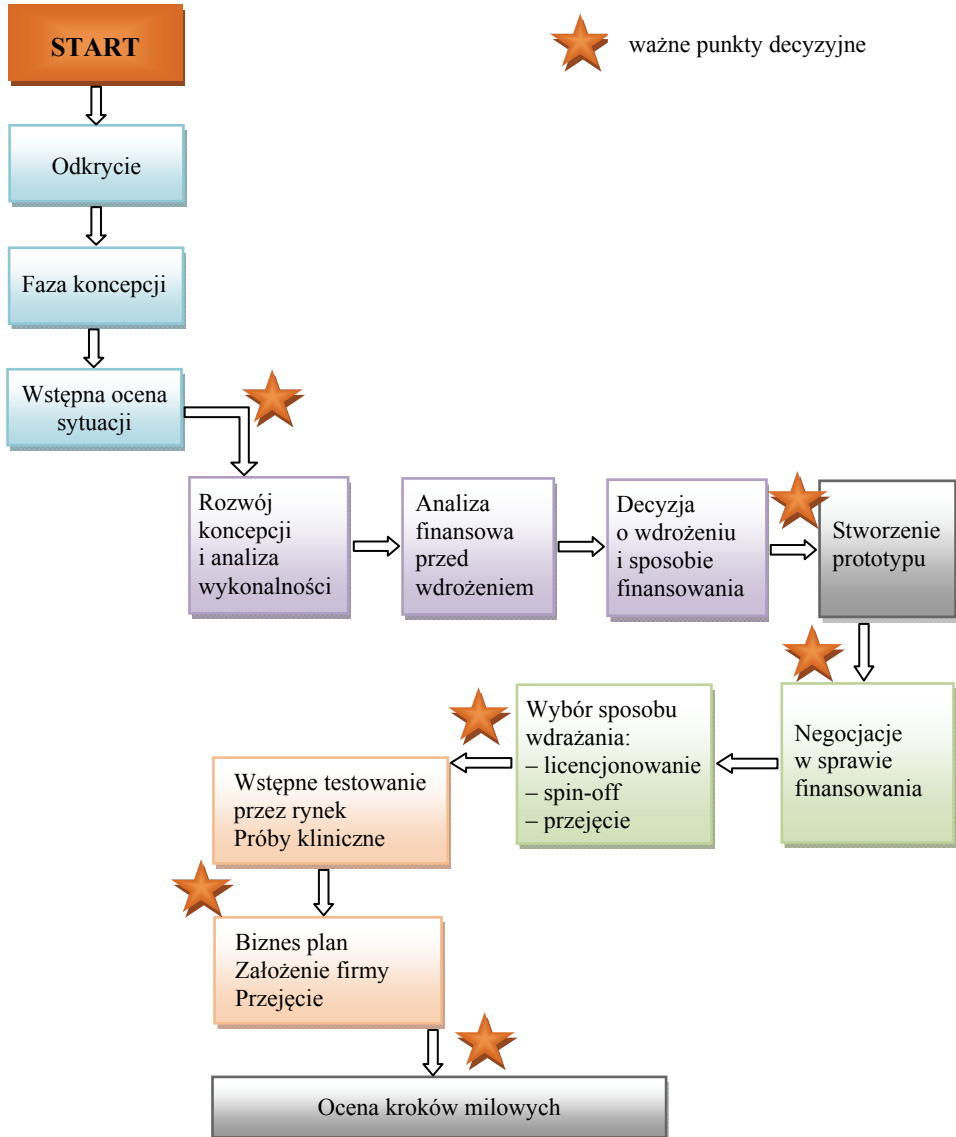 START
ważne punkty decyzyjne
Odkrycie
Faza koncepcji
Wstępna ocena
sytuacji
Rozwój
koncepcji
i analiza
wykonalności
Analiza
finansowa
przed
wdrożeniem
Decyzja
o wdrożeniu
i sposobie
finansowania
Stworzenie
prototypu
Negocjacje
w sprawie
finansowania
Wybór sposobu
wdrażania:
– licencjonowanie
– spin-off
– przejęcie
Wstępne testowanie
przez rynek
Próby kliniczne
Biznes plan
Założenie firmy
Przejęcie
Ocena kroków milowych